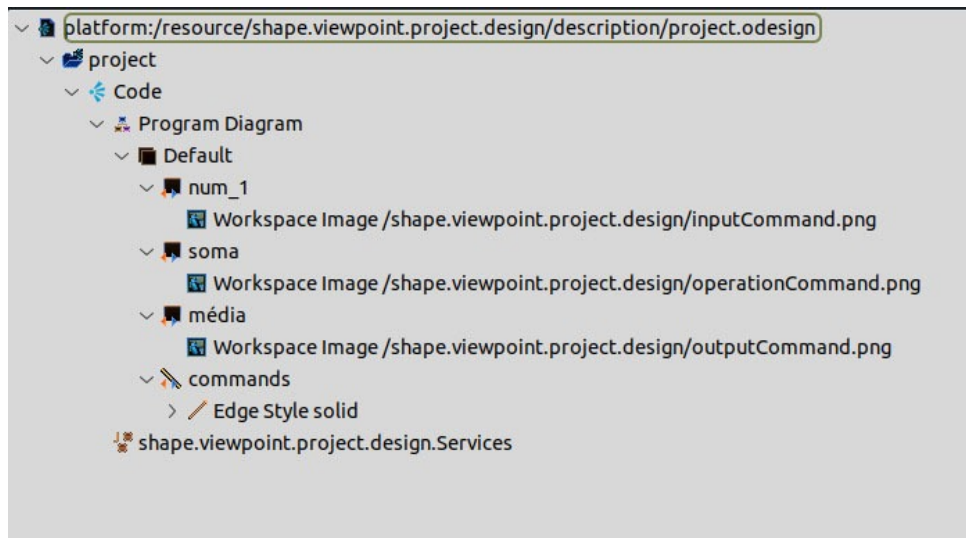 platform:/resource/shape.viewpoint.project.design/description/project.odesign
project
Code
Program Diagram
Default
num_1
Workspace Image /shape.viewpoint.project.design/inputCommand.png
soma
Workspace Image /shape.viewpoint.project.design/operationCommand.png
média
Workspace Image /shape.viewpoint.project.design/outputCommand.png
commands
Edge Style solid
shape.viewpoint.project.design.Services